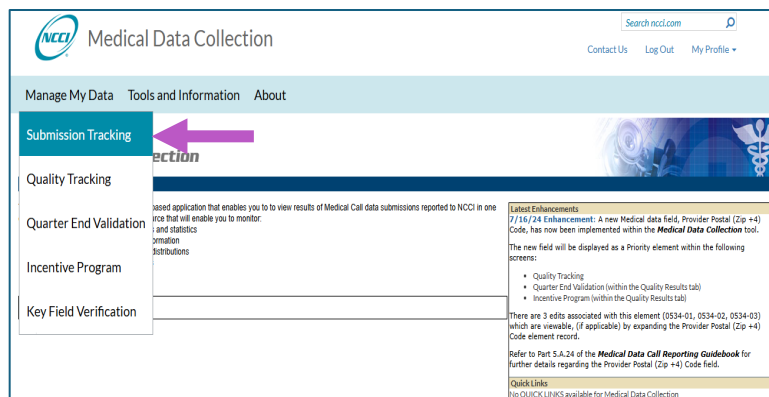 NCCI
Medical Data Collection
Search ncci.com
Contact Us Log Out My Profile
Manage My Data Tools and Information About
Submission Tracking
Quality Tracking
Quarter End Validation
Incentive Program
Key Field Verification
ection
based application that enables you to to view results of Medical Call data submissions reported to NCCI in one
urce that will enable you to monitor:
and statistics
ormation
distributions
Latest Enhancements
7/16/24 Enhancement: A new Medical data field, Provider Postal (Zip +4)
Code, has now been implemented within the Medical Data Collection tool.
The new field will be displayed as a Priority element within the following
screens:
• Quality Tracking
• Quarter End Validation (within the Quality Results tab)
• Incentive Program (within the Quality Results tab)
There are 3 edits associated with this element (0534-01, 0534-02, 0534-03)
which are viewable, (if applicable) by expanding the Provider Postal (Zip +4)
Code element record.
Refer to Part 5.A.24 of the Medical Data Call Reporting Guidebook for
further details regarding the Provider Postal (Zip +4) Code field.
Quick Links
No QUICK LINKS available for Medical Data Collection